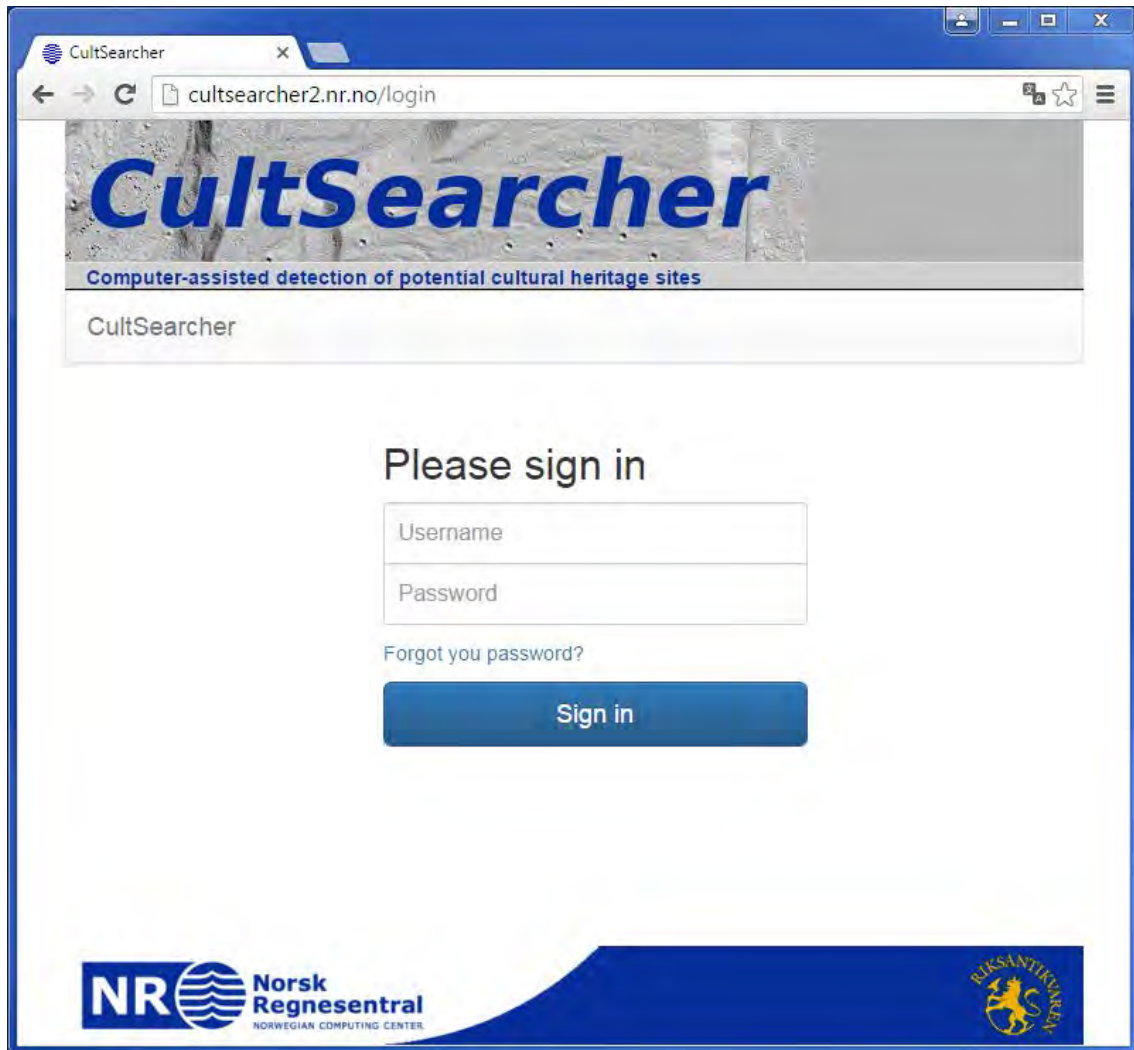 CultSearcher
cultsearcher2.nr.no/login
CultSearcher
Computer-assisted detection of potential cultural heritage sites
CultSearcher
Please sign in
Username
Password
Forgot you password?
Sign in
NR Norsk
Regnesentral
NORWEGIAN COMPUTING CENTER
RIKSANTIKVAREN